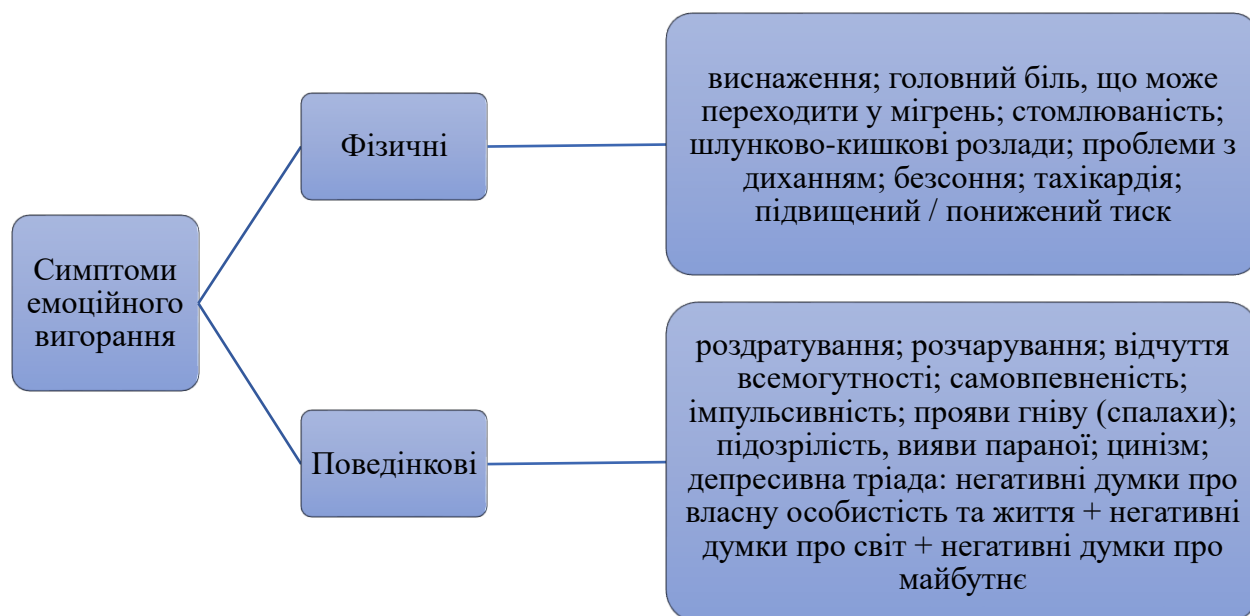 Симптоми
емоційного
вигорання
Фізичні
виснаження; головний біль, що може
переходити у мігрень; стомлюваність;
шлунково-кишкові розлади; проблеми з
диханням; безсоння; тахікардія;
підвищений / понижений тиск
Поведінкові
роздратування; розчарування; відчуття
всемогутності; самовпевненість;
імпульсивність; прояви гніву (спалахи);
підозрілість, вияви параної; цинізм;
депресивна тріада: негативні думки про
власну особистість та життя + негативні
думки про світ + негативні думки про
майбутнє